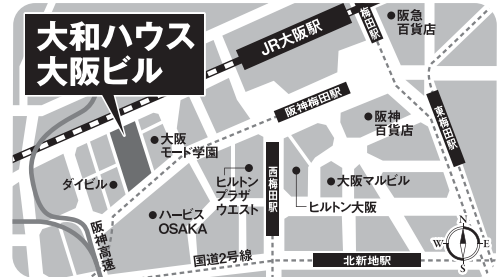 大和ハウス
大阪ビル
JR大阪駅
梅田駅
阪急
百貨店
阪神梅田駅
阪神
百貨店
東梅田駅
大阪
モード学園
ダイビル
ヒルトン
プラザ
ウエスト
西梅田駅
大阪マルビル
ヒルトン大阪
ハービス
OSAKA
阪神高速
国道2号線
北新地駅
N
W
E
S